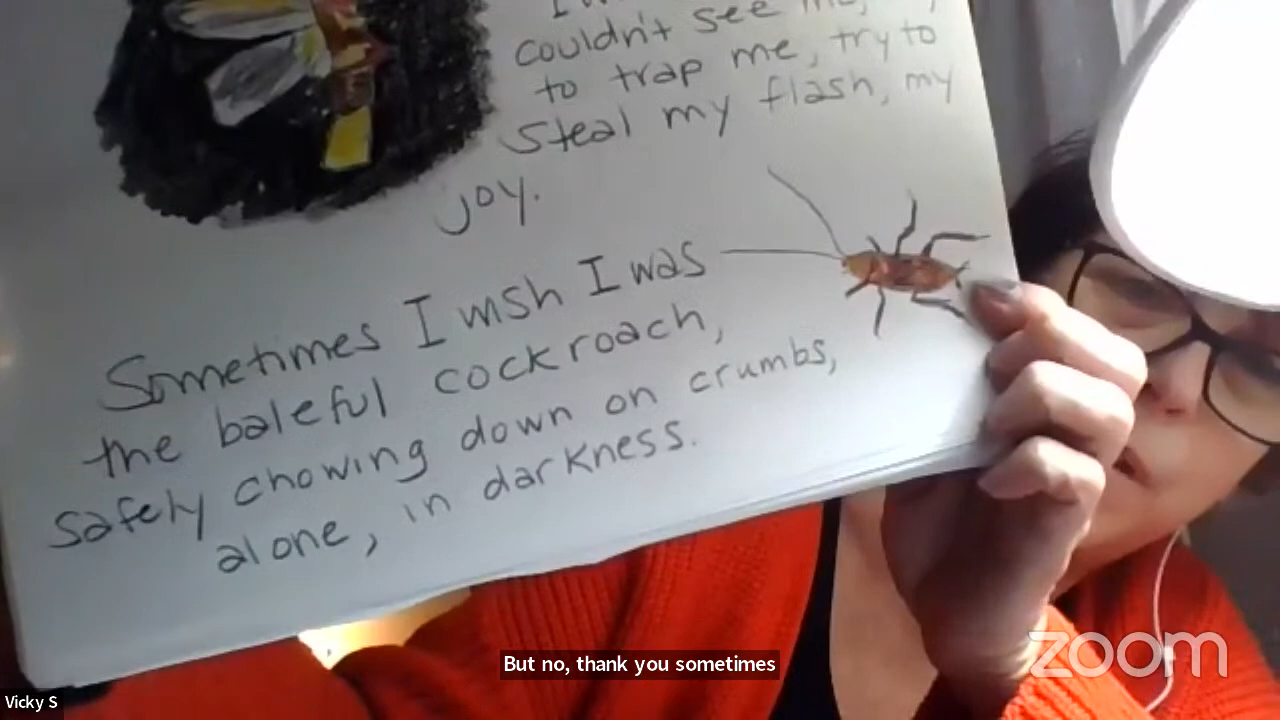 couldn't see me,
to trap me, try to
steal my flash, my
joy.
Sometimes I wish I was
the baleful cockroach,
safely chowing down on crumbs,
alone, in darkness.
But no, thank you sometimes
zoom
Vicky S